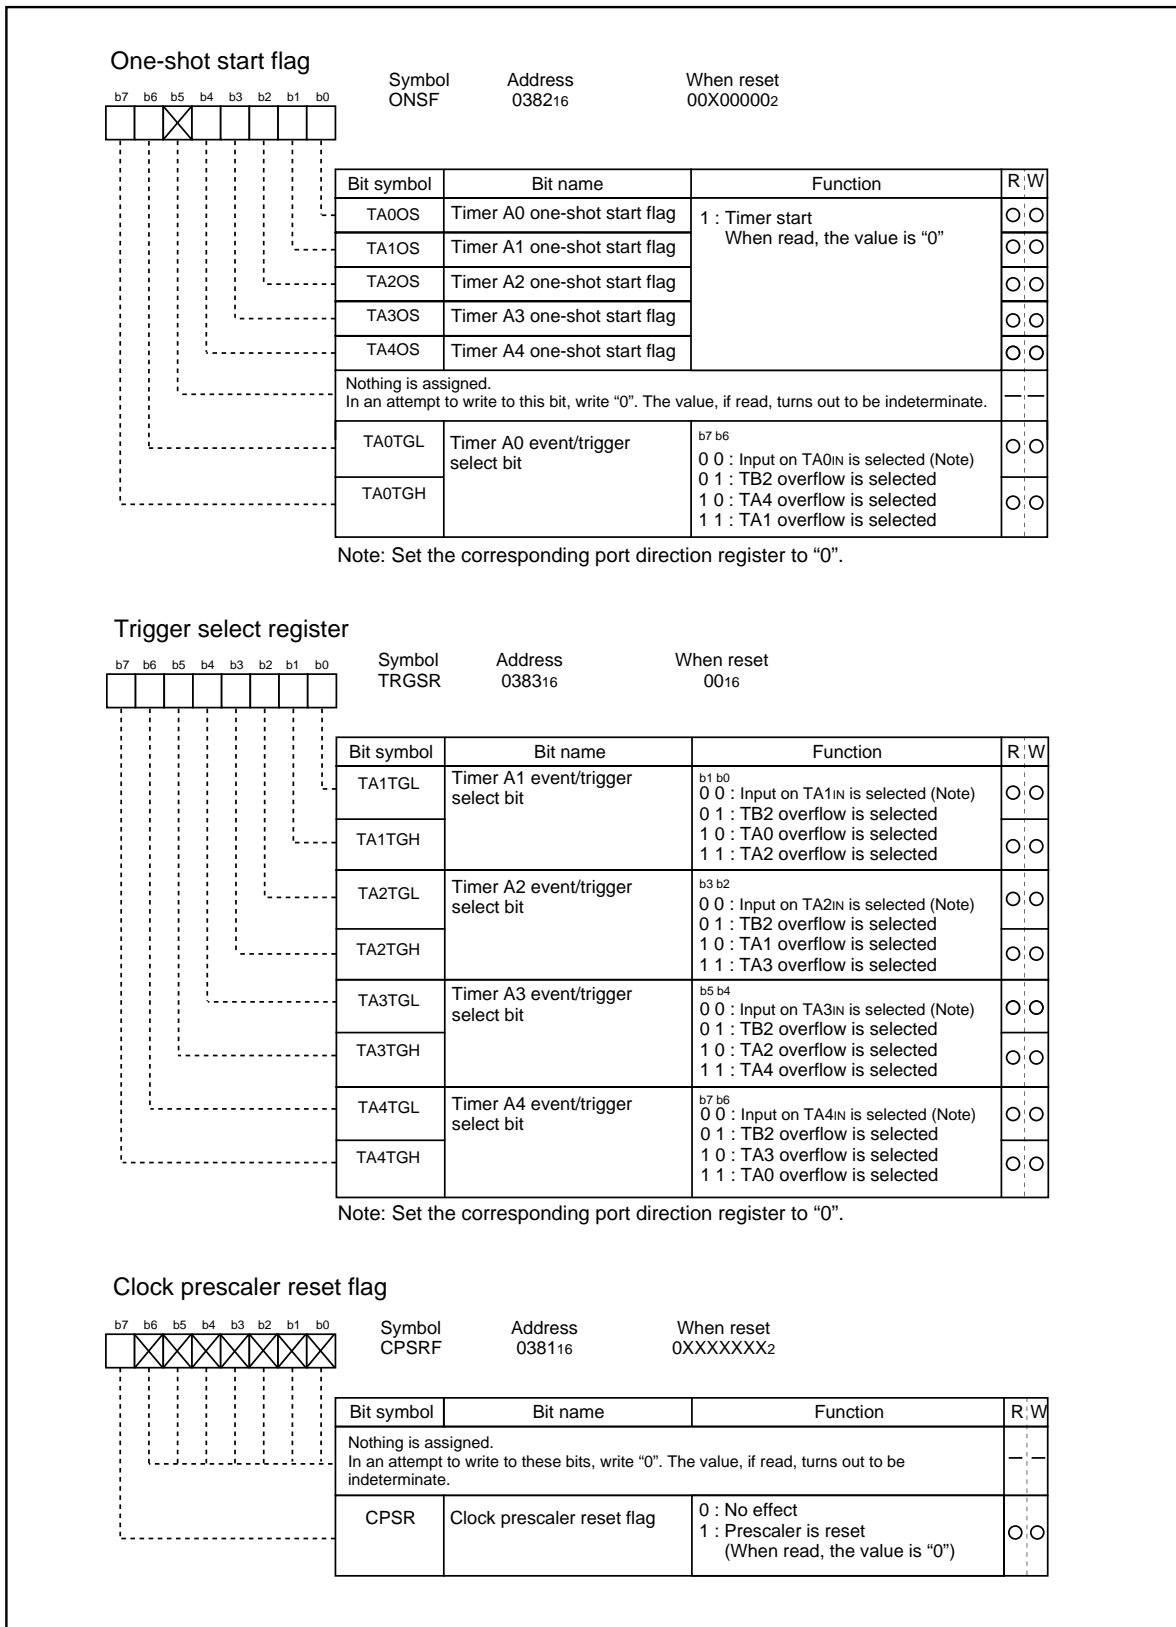 One-shot start flag
Symbol Address When reset
ONSF 038216 00X000002
b7 b6 b5 b4 b3 b2 b1 b0
Bit symbol Bit name Function R W
TA0OS Timer A0 one-shot start flag 1 : Timer start
When read, the value is “0”
TA1OS Timer A1 one-shot start flag
TA2OS Timer A2 one-shot start flag
TA3OS Timer A3 one-shot start flag
TA4OS Timer A4 one-shot start flag
Nothing is assigned.
In an attempt to write to this bit, write “0”. The value, if read, turns out to be indeterminate.
TA0TGL Timer A0 event/trigger select bit b7 b6
0 0 : Input on TA0IN is selected (Note)
0 1 : TB2 overflow is selected
TA0TGH 1 0 : TA4 overflow is selected
1 1 : TA1 overflow is selected
Note: Set the corresponding port direction register to “0”.
Trigger select register
Symbol Address When reset
TRGSR 038316 0016
b7 b6 b5 b4 b3 b2 b1 b0
Bit symbol Bit name Function R W
TA1TGL Timer A1 event/trigger select bit b1 b0
0 0 : Input on TA1IN is selected (Note)
0 1 : TB2 overflow is selected
TA1TGH 1 0 : TA0 overflow is selected
1 1 : TA2 overflow is selected
TA2TGL Timer A2 event/trigger select bit b3 b2
0 0 : Input on TA2IN is selected (Note)
0 1 : TB2 overflow is selected
TA2TGH 1 0 : TA1 overflow is selected
1 1 : TA3 overflow is selected
TA3TGL Timer A3 event/trigger select bit b5 b4
0 0 : Input on TA3IN is selected (Note)
0 1 : TB2 overflow is selected
TA3TGH 1 0 : TA2 overflow is selected
1 1 : TA4 overflow is selected
TA4TGL Timer A4 event/trigger select bit b7 b6
0 0 : Input on TA4IN is selected (Note)
0 1 : TB2 overflow is selected
TA4TGH 1 0 : TA3 overflow is selected
1 1 : TA0 overflow is selected
Note: Set the corresponding port direction register to “0”.
Clock prescaler reset flag
Symbol Address When reset
CPSRF 038116 0XXXXXXX2
b7 b6 b5 b4 b3 b2 b1 b0
Bit symbol Bit name Function R W
Nothing is assigned.
In an attempt to write to these bits, write “0”. The value, if read, turns out to be
indeterminate.
CPSR Clock prescaler reset flag 0 : No effect
1 : Prescaler is reset
(When read, the value is “0”)